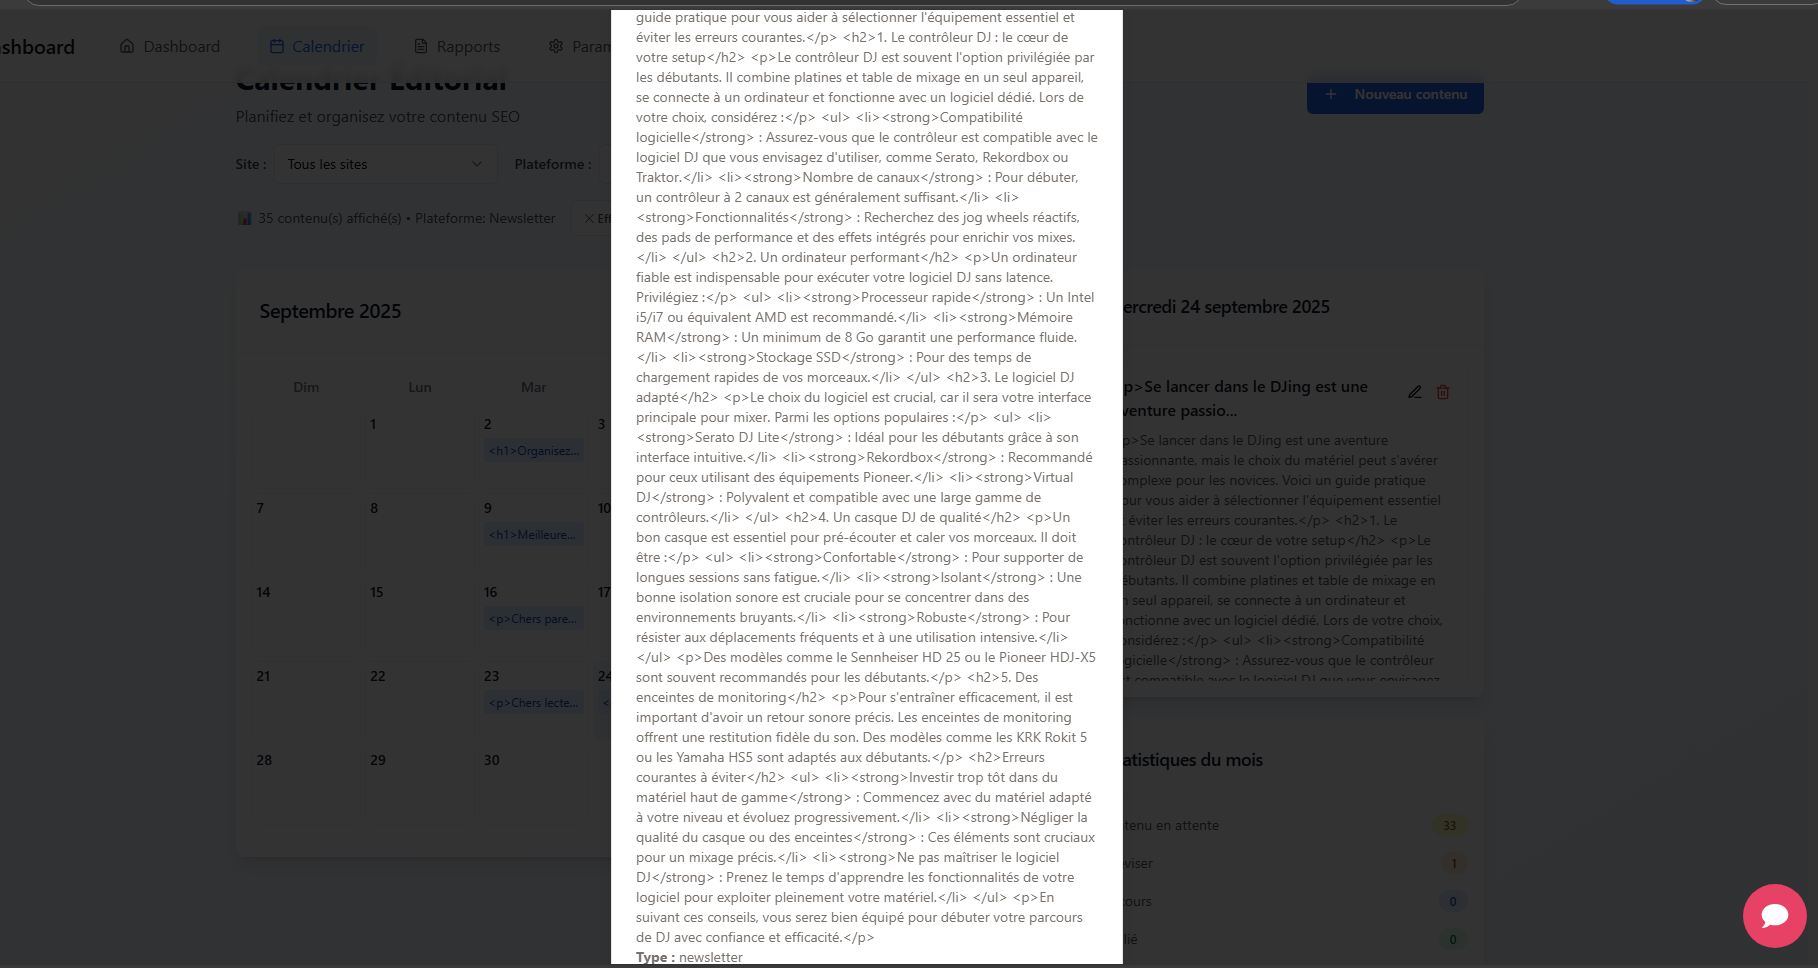 shboard
Dashboard
Calendrier
Rapports
Param
Calendrier Éditorial
Planifiez et organisez votre contenu SEO
Nouveau contenu
Site :
Tous les sites
Plateforme :
35 contenu(s) affiché(s) • Plateforme: Newsletter
Eff
Septembre 2025
Dim Lun Mar
1 2 3
<h1>Organisez...
7 8 9 10
<h1>Meilleure...
14 15 16 17
<p>Chers pare...
21 22 23 24
<p>Chers lecte...
<
28 29 30
guide pratique pour vous aider à sélectionner l'équipement essentiel et
éviter les erreurs courantes.</p> <h2>1. Le contrôleur DJ : le cœur de
votre setup</h2> <p>Le contrôleur DJ est souvent l'option privilégiée par
les débutants. Il combine platines et table de mixage en un seul appareil,
se connecte à un ordinateur et fonctionne avec un logiciel dédié. Lors de
votre choix, considérez :</p> <ul> <li><strong>Compatibilité
logicielle</strong> : Assurez-vous que le contrôleur est compatible avec le
logiciel DJ que vous envisagez d'utiliser, comme Serato, Rekordbox ou
Traktor.</li> <li><strong>Nombre de canaux</strong> : Pour débuter,
un contrôleur à 2 canaux est généralement suffisant.</li> <li>
<strong>Fonctionnalités</strong> : Recherchez des jog wheels réactifs,
des pads de performance et des effets intégrés pour enrichir vos mixes.
</li> </ul> <h2>2. Un ordinateur performant</h2> <p>Un ordinateur
fiable est indispensable pour exécuter votre logiciel DJ sans latence.
Privilégiez :</p> <ul> <li><strong>Processeur rapide</strong> : Un Intel
i5/i7 ou équivalent AMD est recommandé.</li> <li><strong>Mémoire
RAM</strong> : Un minimum de 8 Go garantit une performance fluide.
</li> <li><strong>Stockage SSD</strong> : Pour des temps de
chargement rapides de vos morceaux.</li> </ul> <h2>3. Le logiciel DJ
adapté</h2> <p>Le choix du logiciel est crucial, car il sera votre interface
principale pour mixer. Parmi les options populaires :</p> <ul> <li>
<strong>Serato DJ Lite</strong> : Idéal pour les débutants grâce à son
interface intuitive.</li> <li><strong>Rekordbox</strong> : Recommandé
pour ceux utilisant des équipements Pioneer.</li> <li><strong>Virtual
DJ</strong> : Polyvalent et compatible avec une large gamme de
contrôleurs.</li> </ul> <h2>4. Un casque DJ de qualité</h2> <p>Un
bon casque est essentiel pour pré-écouter et caler vos morceaux. Il doit
être :</p> <ul> <li><strong>Confortable</strong> : Pour supporter de
longues sessions sans fatigue.</li> <li><strong>Isolant</strong> : Une
bonne isolation sonore est cruciale pour se concentrer dans des
environnements bruyants.</li> <li><strong>Robuste</strong> : Pour
résister aux déplacements fréquents et à une utilisation intensive.</li>
</ul> <p>Des modèles comme le Sennheiser HD 25 ou le Pioneer HDJ-X5
sont souvent recommandés pour les débutants.</p> <h2>5. Des
enceintes de monitoring</h2> <p>Pour s'entraîner efficacement, il est
important d'avoir un retour sonore précis. Les enceintes de monitoring
offrent une restitution fidèle du son. Des modèles comme les KRK Rokit 5
ou les Yamaha HS5 sont adaptés aux débutants.</p> <h2>Erreurs
courantes à éviter</h2> <ul> <li><strong>Investir trop tôt dans du
matériel haut de gamme</strong> : Commencez avec du matériel adapté
à votre niveau et évoluez progressivement.</li> <li><strong>Négliger la
qualité du casque ou des enceintes</strong> : Ces éléments sont cruciaux
pour un mixage précis.</li> <li><strong>Ne pas maîtriser le logiciel
DJ</strong> : Prenez le temps d'apprendre les fonctionnalités de votre
logiciel pour exploiter pleinement votre matériel.</li> </ul> <p>En
suivant ces conseils, vous serez bien équipé pour débuter votre parcours
de DJ avec confiance et efficacité.</p>
Type : newsletter
ercredi 24 septembre 2025
p>Se lancer dans le DJing est une
venture passio...
p>Se lancer dans le DJing est une aventure
assionnante, mais le choix du matériel peut s'avérer
omplexe pour les novices. Voici un guide pratique
our vous aider à sélectionner l'équipement essentiel
t éviter les erreurs courantes.</p> <h2>1. Le
ontrôleur DJ : le cœur de votre setup</h2> <p>Le
ontrôleur DJ est souvent l'option privilégiée par les
ébutants. Il combine platines et table de mixage en
n seul appareil, se connecte à un ordinateur et
onctionne avec un logiciel dédié. Lors de votre choix,
onsidérez :</p> <ul> <li><strong>Compatibilité
ogicielle</strong> : Assurez-vous que le contrôleur
st compatible avec le logiciel DJ que vous envisagez
atistiques du mois
tenu en attente 33
eviser 1
cours 0
lié 0